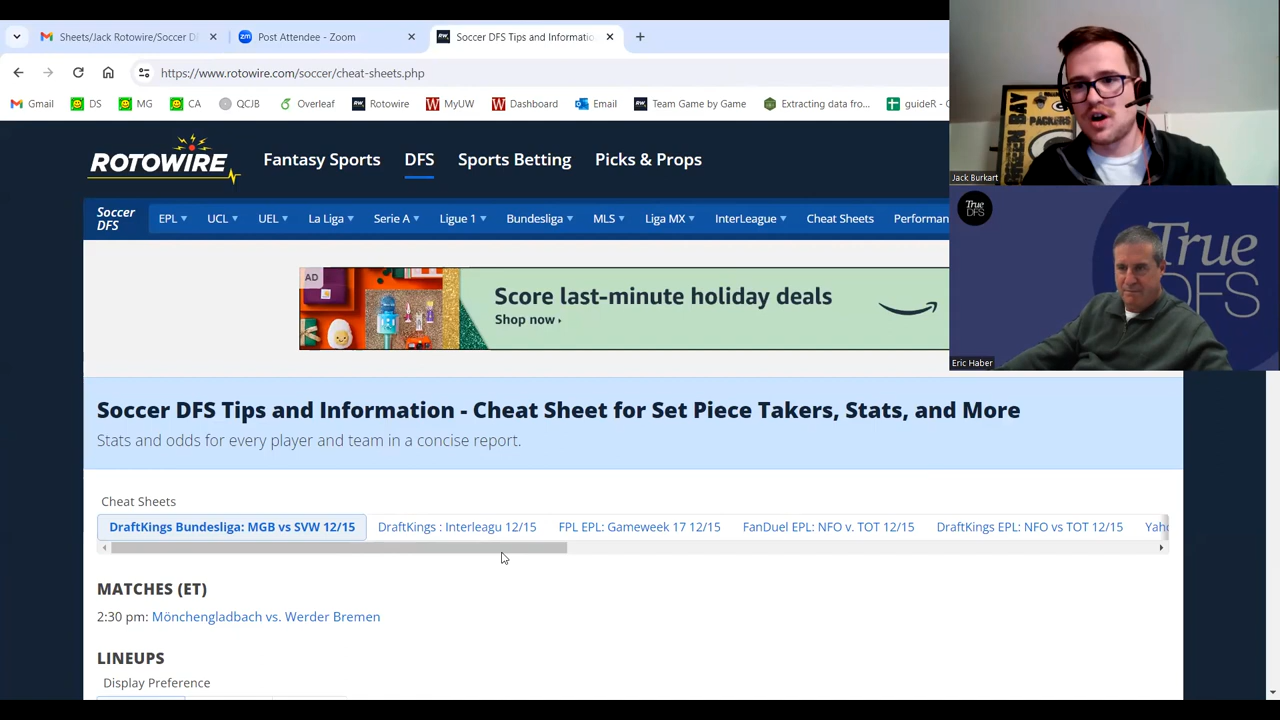 Sheets/Jack Rotowire/Soccer DF
Post Attendee - Zoom
Soccer DFS Tips and Informatio
https://www.rotowire.com/soccer/cheat-sheets.php
Gmail DS MG CA QCJB Overleaf Rotowire MyUW Dashboard Email Team Game by Game Extracting data fro... guideR - G
PACKERS
Jack Burkart
ROTOWIRE
Fantasy Sports DFS Sports Betting Picks & Props
Soccer DFS
EPL UCL UEL La Liga Serie A Ligue 1 Bundesliga MLS Liga MX InterLeague Cheat Sheets Performan
True DFS
True
DFS
Eric Haber
AD
Score last-minute holiday deals
Shop now
Soccer DFS Tips and Information - Cheat Sheet for Set Piece Takers, Stats, and More
Stats and odds for every player and team in a concise report.
Cheat Sheets
DraftKings Bundesliga: MGB vs SVW 12/15 DraftKings : Interleagu 12/15 FPL EPL: Gameweek 17 12/15 FanDuel EPL: NFO v. TOT 12/15 DraftKings EPL: NFO vs TOT 12/15 Yaho
MATCHES (ET)
2:30 pm: Mönchengladbach vs. Werder Bremen
LINEUPS
Display Preference